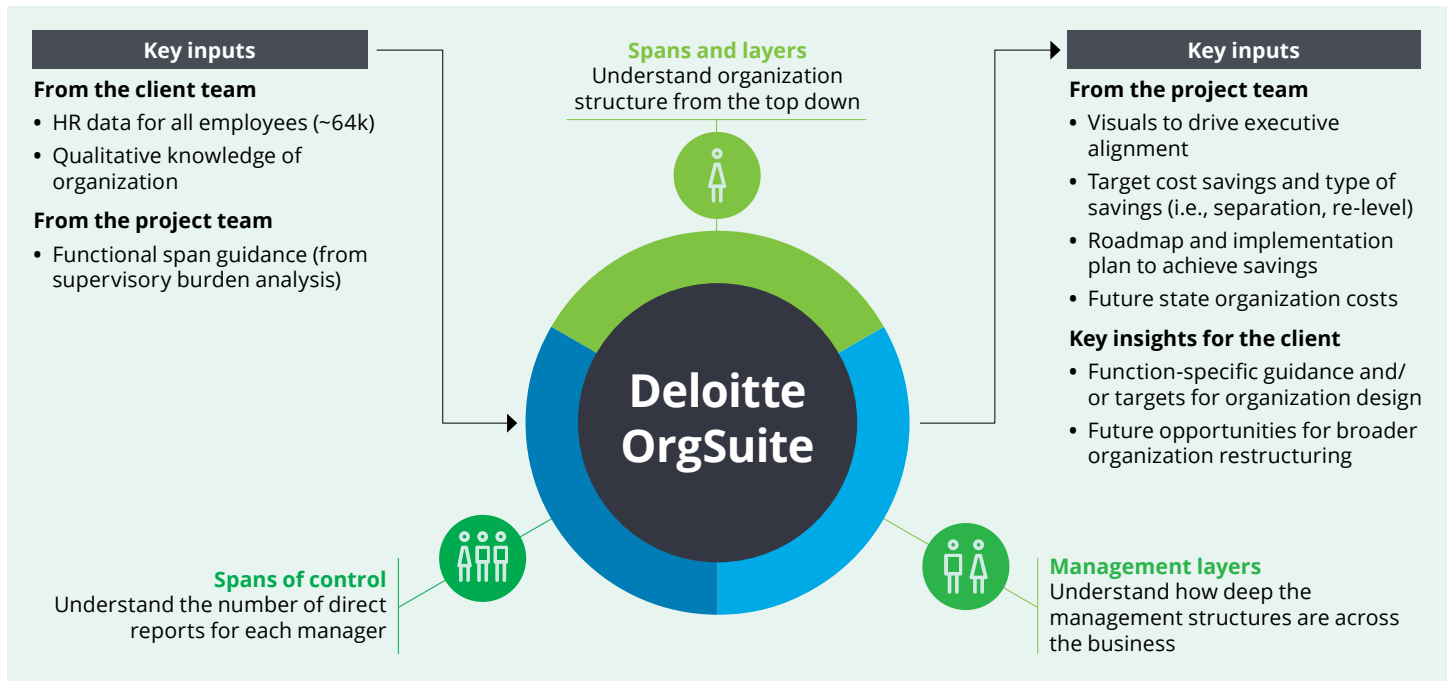 Key inputs
From the client team
• HR data for all employees (~64k)
• Qualitative knowledge of
organization
From the project team
• Functional span guidance (from
supervisory burden analysis)
Spans and layers
Understand organization
structure from the top down
Deloitte
OrgSuite
Spans of control
Understand the number of direct
reports for each manager
Management layers
Understand how deep the
management structures are across
the business
Key inputs
From the project team
• Visuals to drive executive
alignment
• Target cost savings and type of
savings (i.e., separation, re-level)
• Roadmap and implementation
plan to achieve savings
• Future state organization costs
Key insights for the client
• Function-specific guidance and/
or targets for organization design
• Future opportunities for broader
organization restructuring